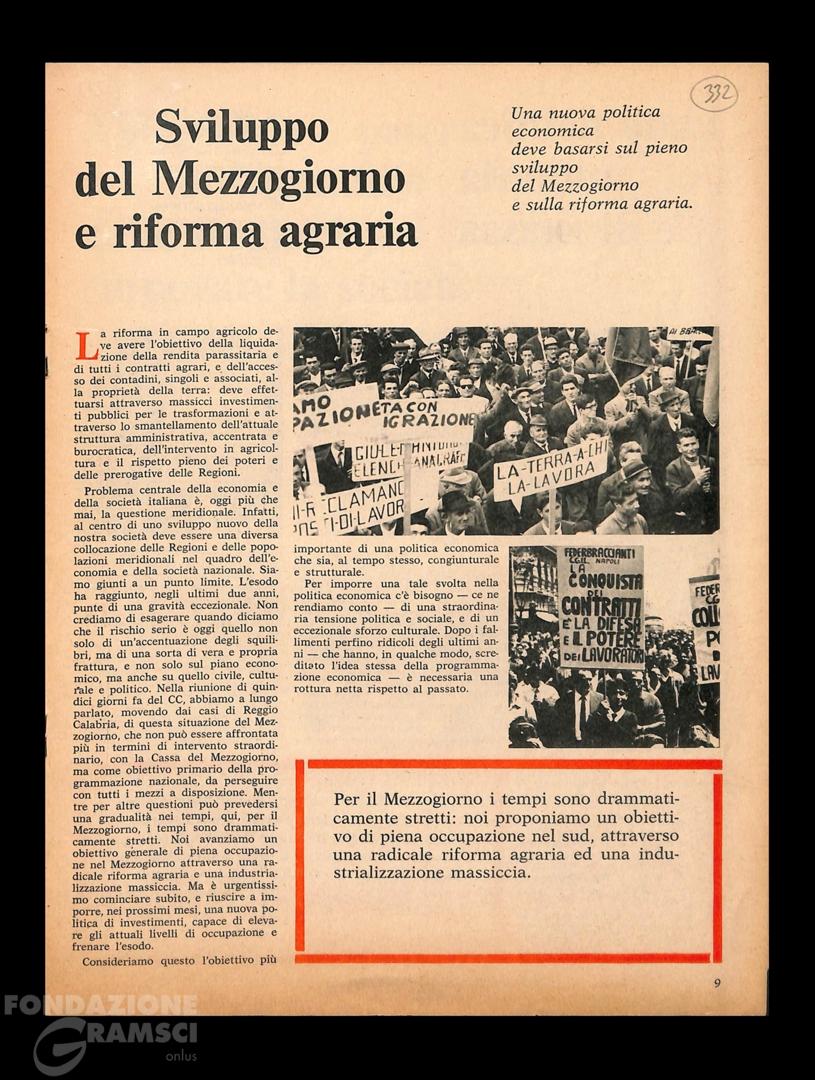 332
Sviluppo
del Mezzogiorno
e riforma agraria
Una nuova politica
economica
deve basarsi sul pieno
sviluppo
del Mezzogiorno
e sulla riforma agraria.
La riforma in campo agricolo de-
ve avere l'obiettivo della liquida-
zione della rendita parassitaria e
di tutti i contratti agrari, e dell'acces-
so dei contadini, singoli e associati, al-
la proprietà della terra: deve effet-
tuarsi attraverso massicci investimen-
ti pubblici per le trasformazioni e at-
traverso lo smantellamento dell'attuale
struttura amministrativa, accentrata e
burocratica, dell'intervento in agricol-
tura e il rispetto pieno dei poteri e
delle prerogative delle Regioni.
Problema centrale della economia e
della società italiana è, oggi più che
mai, la questione meridionale. Infatti,
al centro di uno sviluppo nuovo della
nostra società deve essere una diversa
collocazione delle Regioni e delle popo-
lazioni meridionali nel quadro dell'e-
conomia e della società nazionale. Sia-
mo giunti a un punto limite. L'esodo
ha raggiunto, negli ultimi due anni,
punte di una gravità eccezionale. Non
crediamo di esagerare quando diciamo
che il rischio serio è oggi quello non
solo di un'accentuazione degli squili-
bri, ma di una sorta di vera e propria
frattura, e non solo sul piano econo-
mico, ma anche su quello civile, cultu-
rale e politico. Nella riunione di quin-
dici giorni fa del CC, abbiamo a lungo
parlato, movendo dai casi di Reggio
Calabria, di questa situazione del Mez-
zogiorno, che non può essere affrontata
più in termini di intervento straordi-
nario, con la Cassa del Mezzogiorno,
ma come obiettivo primario della pro-
grammazione nazionale, da perseguire
con tutti i mezzi a disposizione. Men-
tre per altre questioni può prevedersi
una gradualità nei tempi, qui, per il
Mezzogiorno, i tempi sono drammati-
camente stretti. Noi avanziamo un
obiettivo generale di piena occupazio-
ne nel Mezzogiorno attraverso una ra-
dicale riforma agraria e una industria-
lizzazione massiccia. Ma è urgentissi-
mo cominciare subito, e riuscire a im-
porre, nei prossimi mesi, una nuova po-
litica di investimenti, capace di eleva-
re gli attuali livelli di occupazione e
frenare l'esodo.
Consideriamo questo l'obiettivo più
AI BRAC
AMO
PAZIONE
TA CON
IGRAZIONE
ELENCHI ANAGRAFI
RECLAMANO
POSTI-DI-LAVOR
LA-TERRA-A-CHI
LA-LAVORA
importante di una politica economica
che sia, al tempo stesso, congiunturale
e strutturale.
Per imporre una tale svolta nella
politica economica c'è bisogno — ce ne
rendiamo conto — di una straordina-
ria tensione politica e sociale, e di un
eccezionale sforzo culturale. Dopo i fal-
limenti perfino ridicoli degli ultimi an-
ni — che hanno, in qualche modo, scre-
ditato l'idea stessa della programma-
zione economica — è necessaria una
rottura netta rispetto al passato.
FEDERBRACCIANTI
CGIL NAPOLI
LA
CONQUISTA
DEI
CONTRATTI
E LA DIFESA
E IL POTERE
DEI LAVORATORI
FEDER
CG
COLL
PO
D
LAV
Per il Mezzogiorno i tempi sono drammati-
camente stretti: noi proponiamo un obietti-
vo di piena occupazione nel sud, attraverso
una radicale riforma agraria ed una indu-
strializzazione massiccia.
9
FONDAZIONE
GRAMSCI
onlus